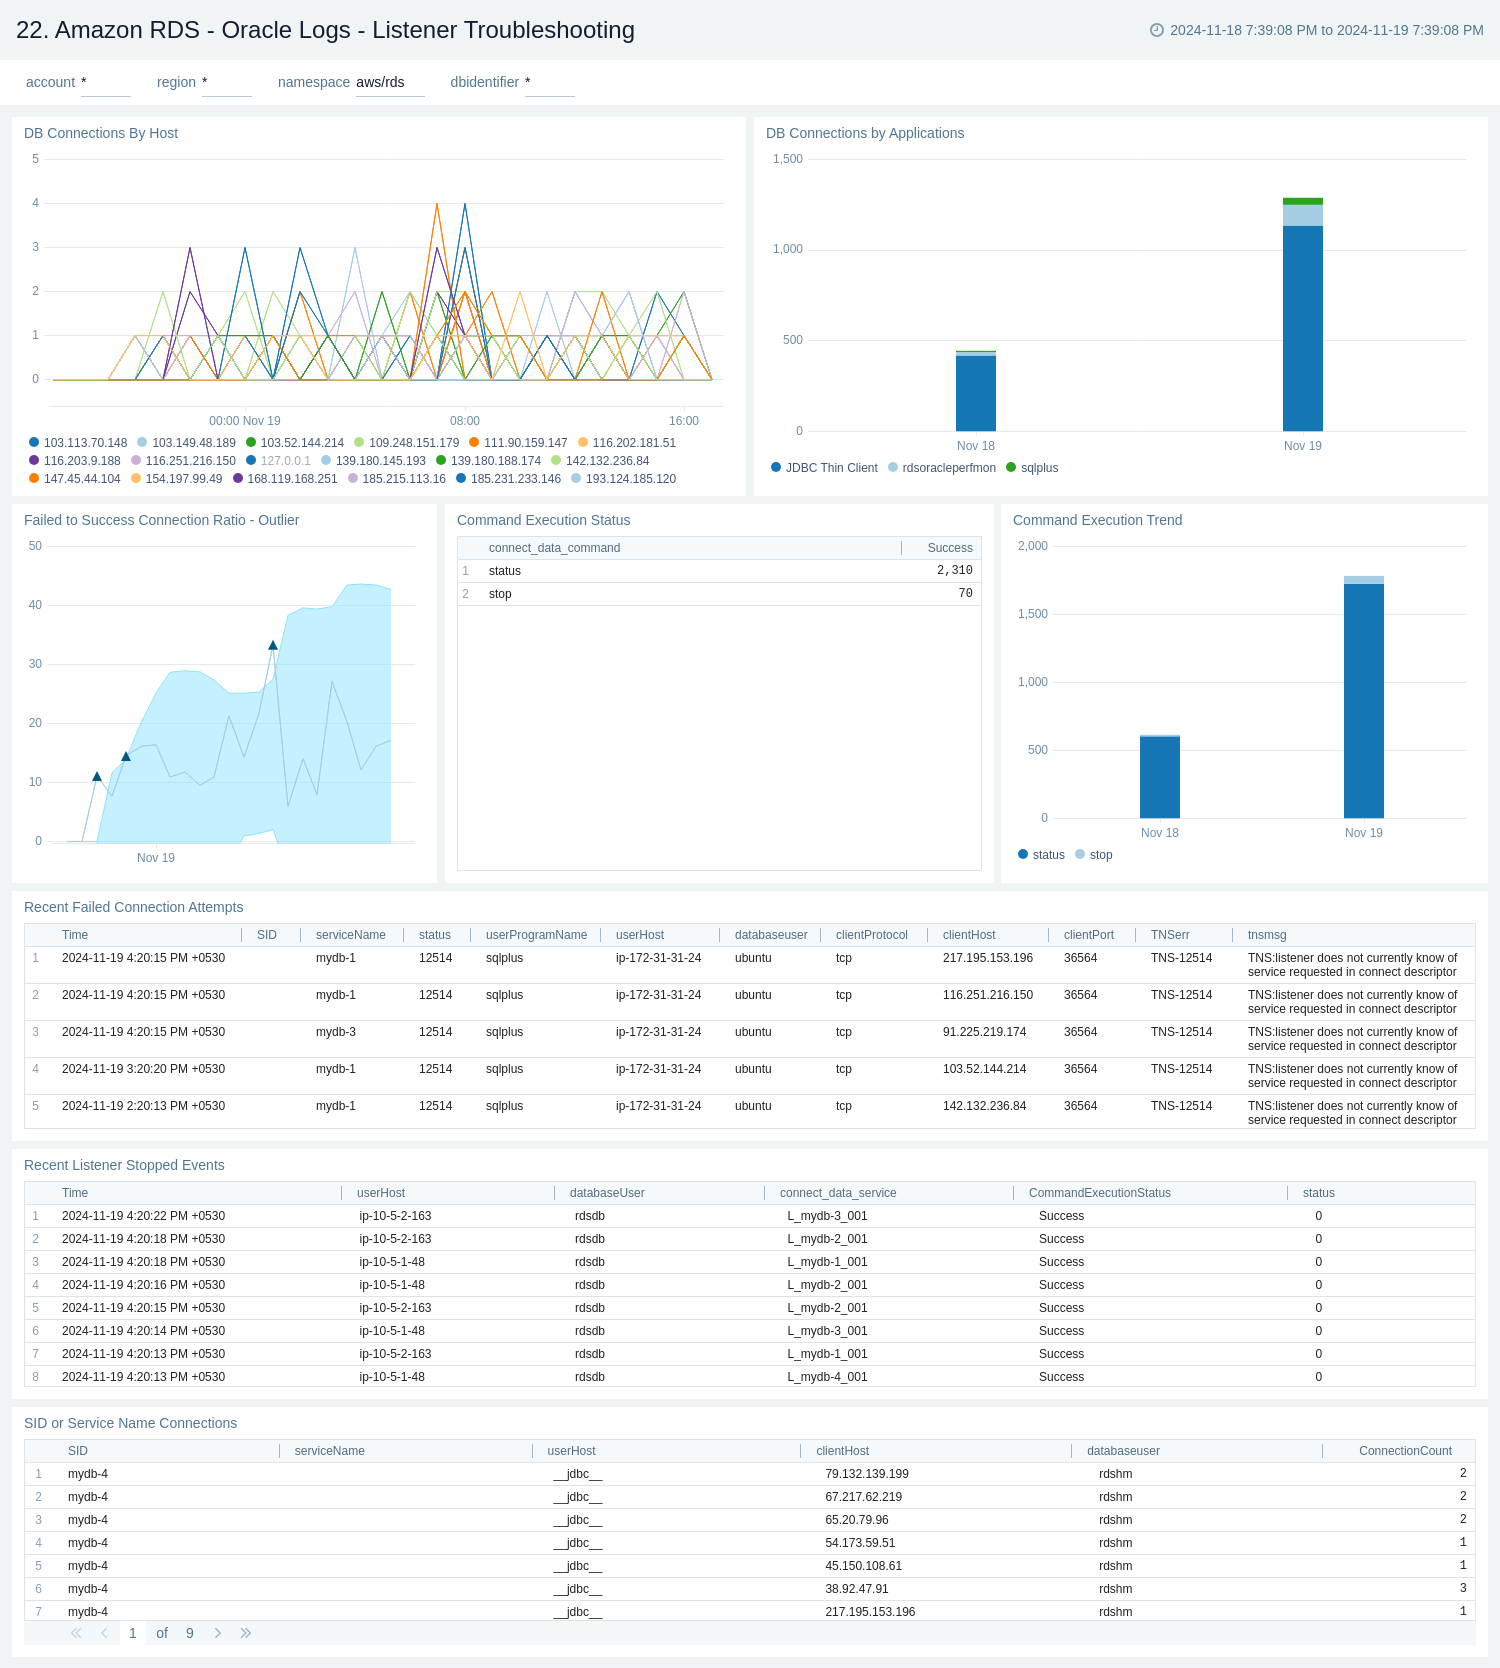 22. Amazon RDS - Oracle Logs - Listener Troubleshooting
2024-11-18 7:39:08 PM to 2024-11-19 7:39:08 PM
account * region * namespace aws/rds dbidentifier *
DB Connections By Host
5
4
3
2
1
0
00:00 Nov 19 08:00 16:00
103.113.70.148 103.149.48.189 103.52.144.214 109.248.151.179 111.90.159.147 116.202.181.51
116.203.9.188 116.251.216.150 127.0.0.1 139.180.145.193 139.180.188.174 142.132.236.84
147.45.44.104 154.197.99.49 168.119.168.251 185.215.113.16 185.231.233.146 193.124.185.120
DB Connections by Applications
1,500
1,000
500
0
Nov 18 Nov 19
JDBC Thin Client rdsoracleperfmon sqlplus
Failed to Success Connection Ratio - Outlier
50
40
30
20
10
0
Nov 19
Command Execution Status
connect_data_command Success
1 status 2,310
2 stop 70
Command Execution Trend
2,000
1,500
1,000
500
0
Nov 18 Nov 19
status stop
Recent Failed Connection Attempts
Time SID serviceName status userProgramName userHost databaseuser clientProtocol clientHost clientPort TNSerr tnsmsg
1 2024-11-19 4:20:15 PM +0530 mydb-1 12514 sqlplus ip-172-31-31-24 ubuntu tcp 217.195.153.196 36564 TNS-12514 TNS:listener does not currently know of
service requested in connect descriptor
2 2024-11-19 4:20:15 PM +0530 mydb-1 12514 sqlplus ip-172-31-31-24 ubuntu tcp 116.251.216.150 36564 TNS-12514 TNS:listener does not currently know of
service requested in connect descriptor
3 2024-11-19 4:20:15 PM +0530 mydb-3 12514 sqlplus ip-172-31-31-24 ubuntu tcp 91.225.219.174 36564 TNS-12514 TNS:listener does not currently know of
service requested in connect descriptor
4 2024-11-19 3:20:20 PM +0530 mydb-1 12514 sqlplus ip-172-31-31-24 ubuntu tcp 103.52.144.214 36564 TNS-12514 TNS:listener does not currently know of
service requested in connect descriptor
5 2024-11-19 2:20:13 PM +0530 mydb-1 12514 sqlplus ip-172-31-31-24 ubuntu tcp 142.132.236.84 36564 TNS-12514 TNS:listener does not currently know of
service requested in connect descriptor
Recent Listener Stopped Events
Time userHost databaseUser connect_data_service CommandExecutionStatus status
1 2024-11-19 4:20:22 PM +0530 ip-10-5-2-163 rdsdb L_mydb-3_001 Success 0
2 2024-11-19 4:20:18 PM +0530 ip-10-5-2-163 rdsdb L_mydb-2_001 Success 0
3 2024-11-19 4:20:18 PM +0530 ip-10-5-1-48 rdsdb L_mydb-1_001 Success 0
4 2024-11-19 4:20:16 PM +0530 ip-10-5-1-48 rdsdb L_mydb-2_001 Success 0
5 2024-11-19 4:20:15 PM +0530 ip-10-5-2-163 rdsdb L_mydb-2_001 Success 0
6 2024-11-19 4:20:14 PM +0530 ip-10-5-1-48 rdsdb L_mydb-3_001 Success 0
7 2024-11-19 4:20:13 PM +0530 ip-10-5-2-163 rdsdb L_mydb-1_001 Success 0
8 2024-11-19 4:20:13 PM +0530 ip-10-5-1-48 rdsdb L_mydb-4_001 Success 0
SID or Service Name Connections
SID serviceName userHost clientHost databaseuser ConnectionCount
1 mydb-4 __jdbc__ 79.132.139.199 rdshm 2
2 mydb-4 __jdbc__ 67.217.62.219 rdshm 2
3 mydb-4 __jdbc__ 65.20.79.96 rdshm 2
4 mydb-4 __jdbc__ 54.173.59.51 rdshm 1
5 mydb-4 __jdbc__ 45.150.108.61 rdshm 1
6 mydb-4 __jdbc__ 38.92.47.91 rdshm 3
7 mydb-4 __jdbc__ 217.195.153.196 rdshm 1
1 of 9